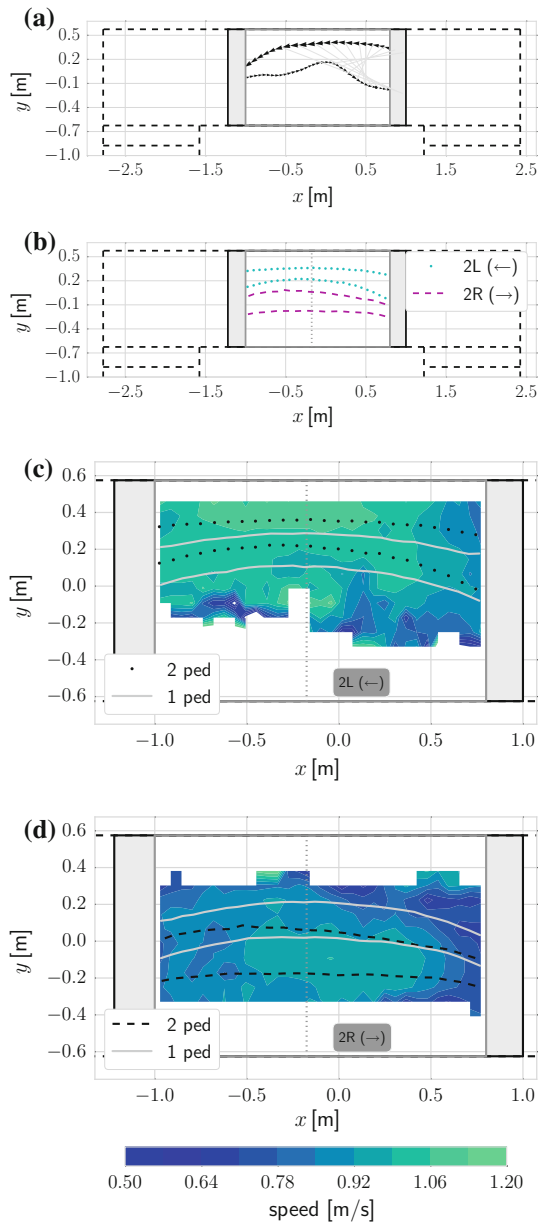 (a)
0.5
0.2
−0.1
−0.4
−0.7
−1.0
y [m]
−2.5
−1.5
−0.5
0.5
1.5
2.5
x [m]
(b)
0.5
0.2
−0.1
−0.4
−0.7
−1.0
y [m]
2L (←)
2R (→)
−2.5
−1.5
−0.5
0.5
1.5
2.5
x [m]
(c)
0.6
0.4
0.2
0.0
−0.2
−0.4
−0.6
y [m]
2 ped
1 ped
2L (←)
−1.0
−0.5
0.0
0.5
1.0
x [m]
(d)
0.6
0.4
0.2
0.0
−0.2
−0.4
−0.6
y [m]
2 ped
1 ped
2R (→)
−1.0
−0.5
0.0
0.5
1.0
x [m]
0.50
0.64
0.78
0.92
1.06
1.20
speed [m/s]